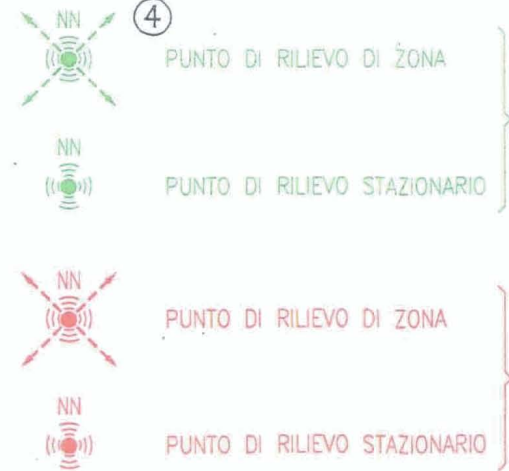 NN ④
PUNTO DI RILIEVO DI ZONA
NN
PUNTO DI RILIEVO STAZIONARIO
NN
PUNTO DI RILIEVO DI ZONA
NN
PUNTO DI RILIEVO STAZIONARIO